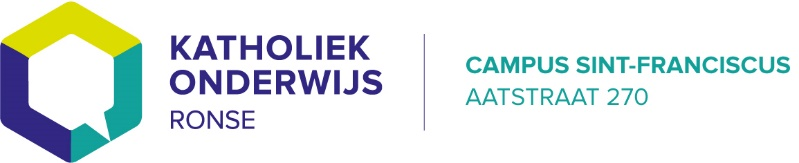 KATHOLIEK
ONDERWIJS
RONSE
CAMPUS SINT-FRANCISCUS
AATSTRAAT 270